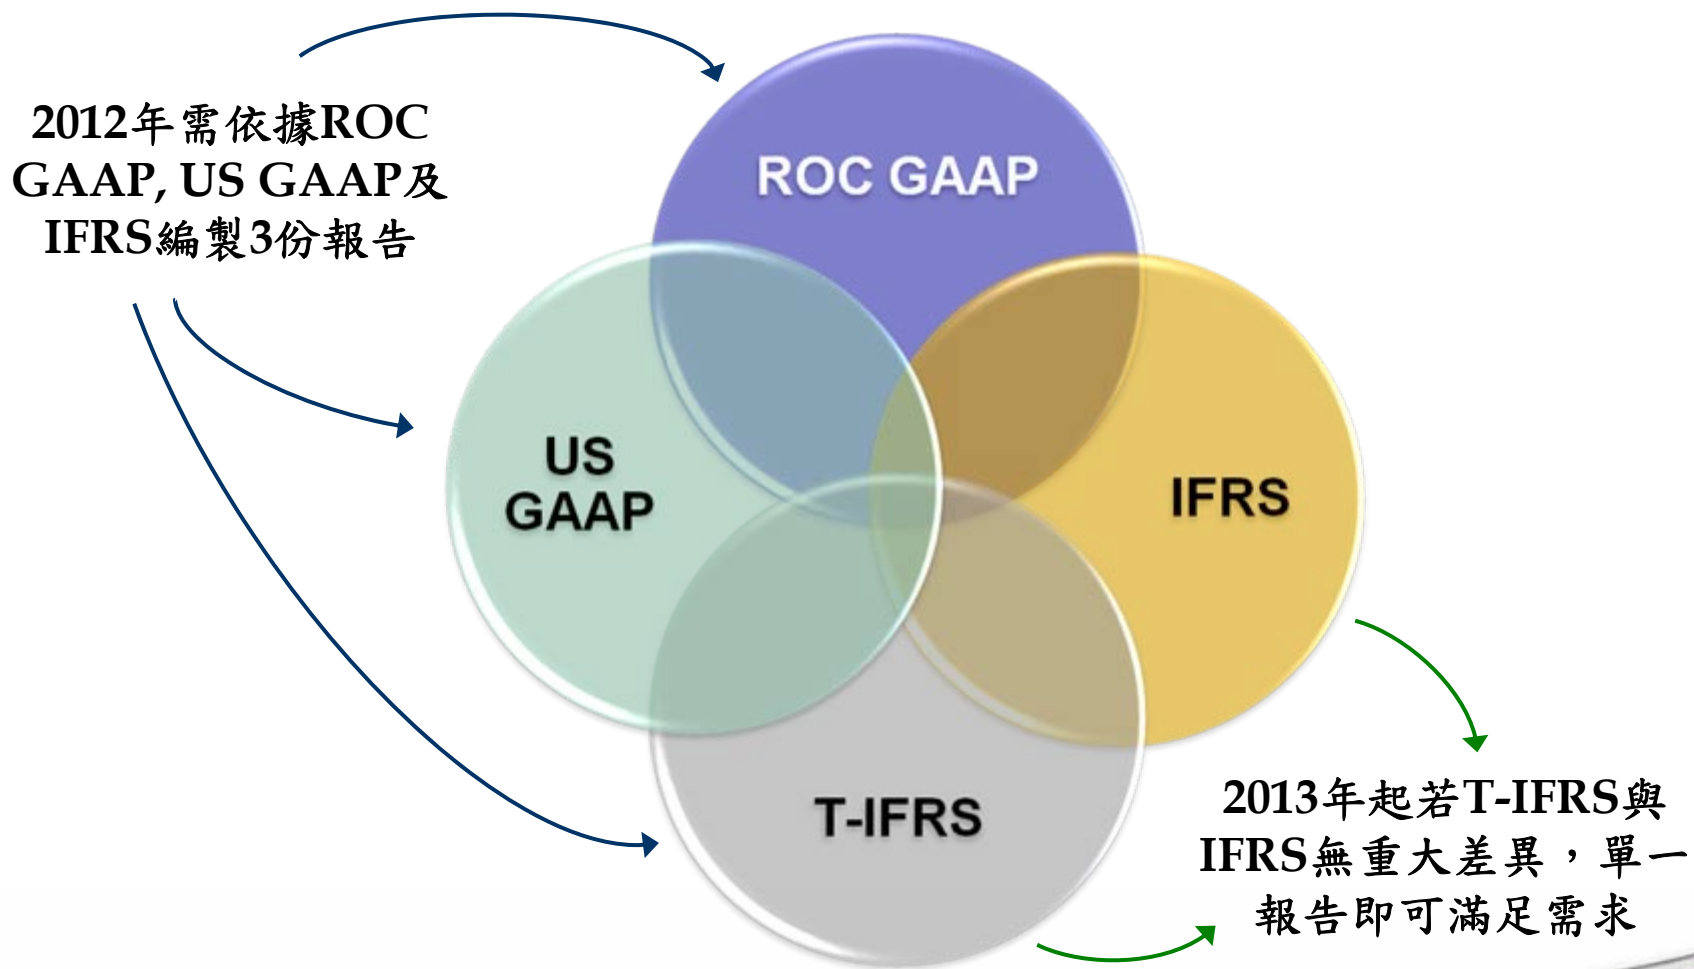 2012年需依據ROC
GAAP, US GAAP及
IFRS編製3份報告
ROC GAAP
US
GAAP
IFRS
T-IFRS
2013年起若T-IFRS與
IFRS無重大差異，單一
報告即可滿足需求